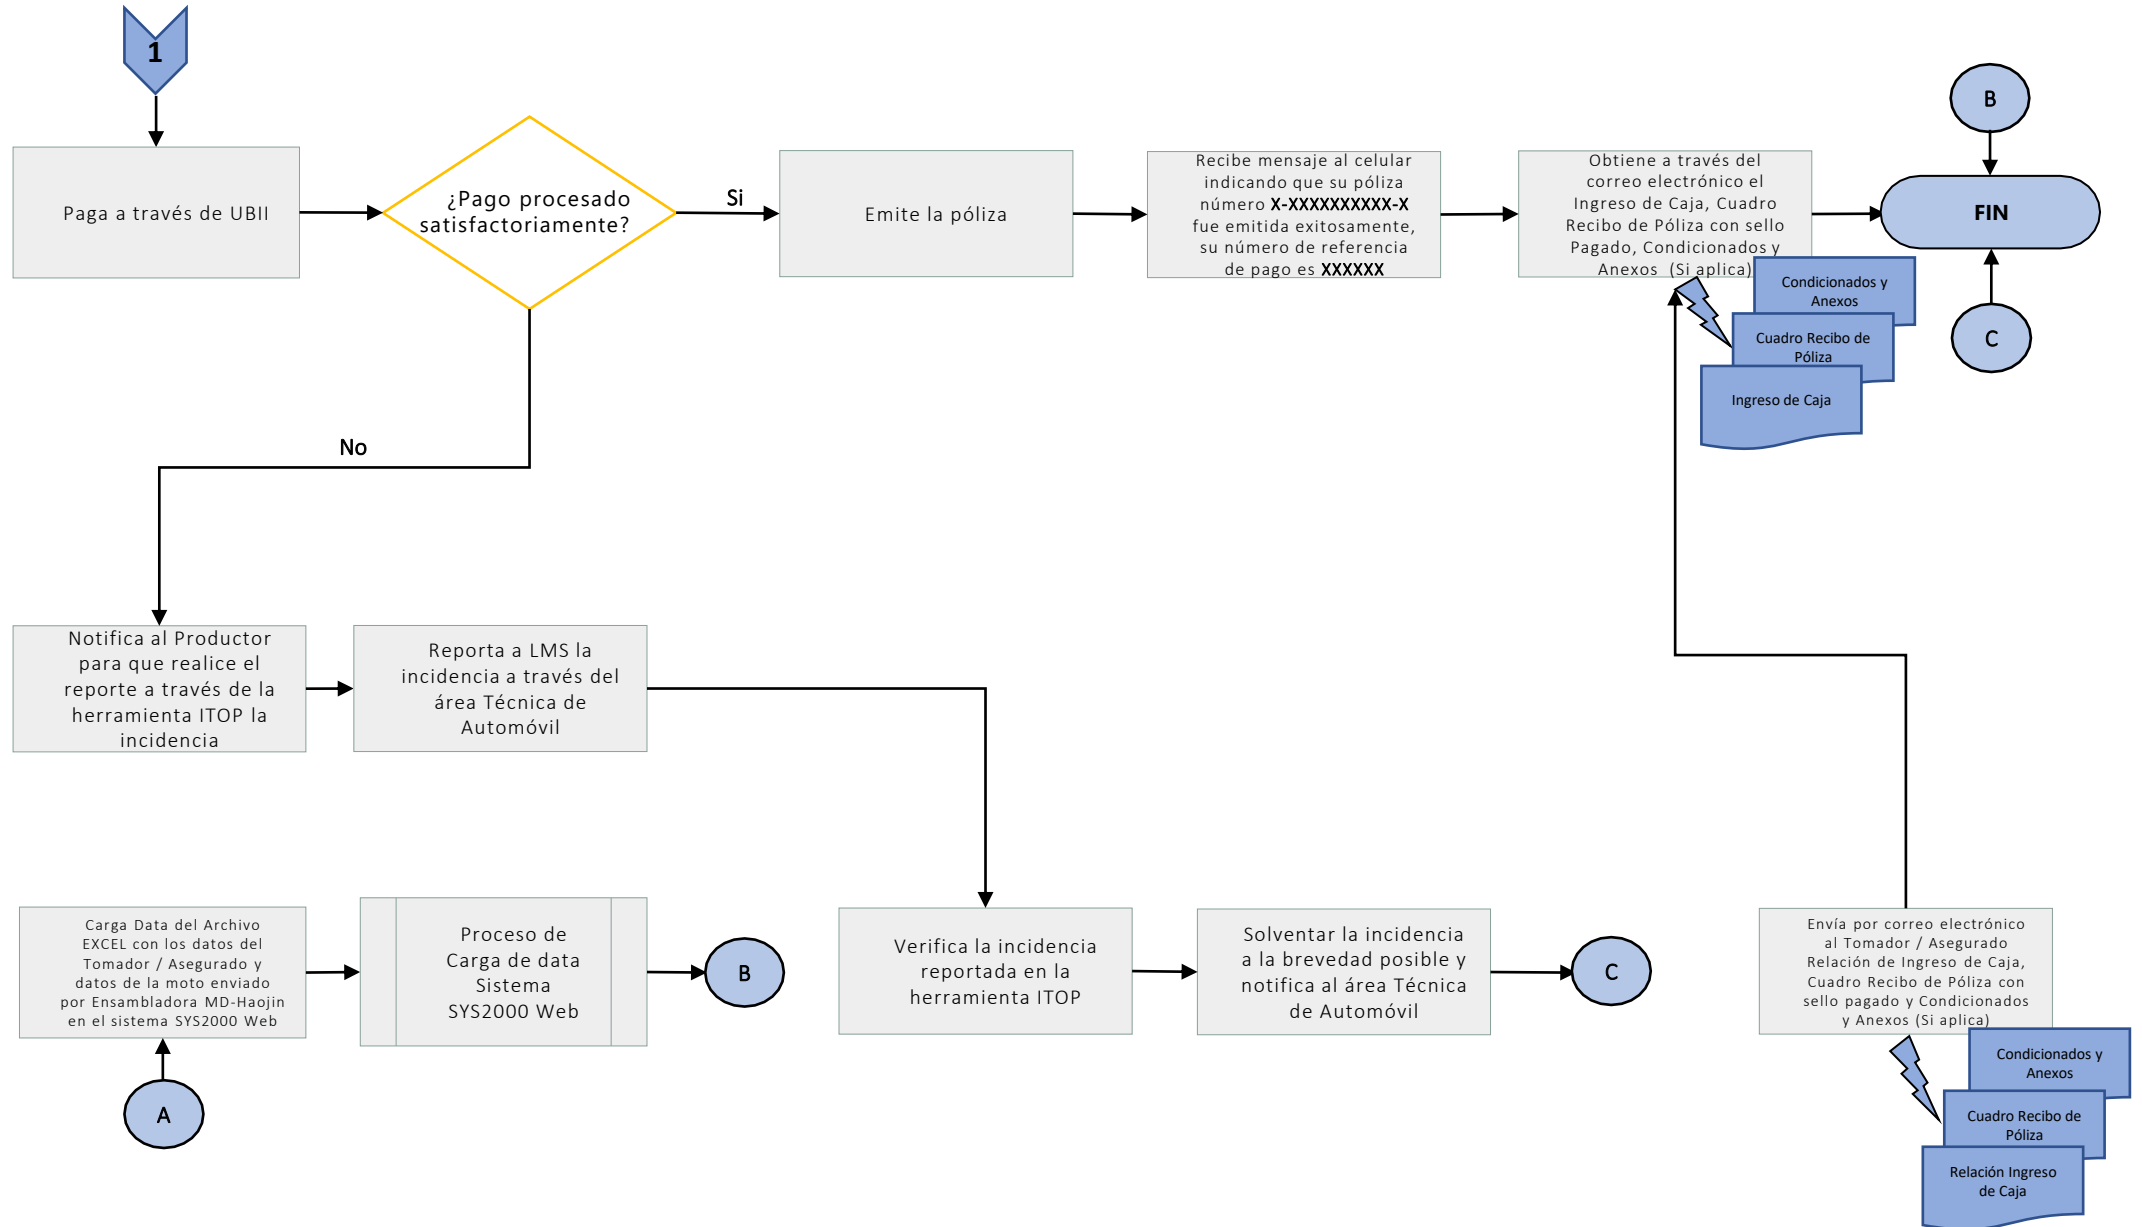 1
Paga a través de UBII
¿Pago procesado
satisfactoriamente?
Si
No
Emite la póliza
Recibe mensaje al celular
indicando que su póliza
número X-XXXXXXXXXX-X
fue emitida exitosamente,
su número de referencia
de pago es XXXXXX
Obtiene a través del
correo electrónico el
Ingreso de Caja, Cuadro
Recibo de Póliza con sello
Pagado, Condicionados y
Anexos (Si aplica)
Condicionados y
Anexos
Cuadro Recibo de
Póliza
Ingreso de Caja
B
FIN
C
Notifica al Productor
para que realice el
reporte a través de la
herramienta ITOP la
incidencia
Reporta a LMS la
incidencia a través del
área Técnica de
Automóvil
Carga Data del Archivo
EXCEL con los datos del
Tomador / Asegurado y
datos de la moto enviado
por Ensambladora MD-Haojin
en el sistema SYS2000 Web
A
Proceso de
Carga de data
Sistema
SYS2000 Web
B
Verifica la incidencia
reportada en la
herramienta ITOP
Solventar la incidencia
a la brevedad posible y
notifica al área Técnica
de Automóvil
C
Envía por correo electrónico
al Tomador / Asegurado
Relación de Ingreso de Caja,
Cuadro Recibo de Póliza con
sello pagado y Condicionados
y Anexos (Si aplica)
Condicionados y
Anexos
Cuadro Recibo de
Póliza
Relación Ingreso
de Caja